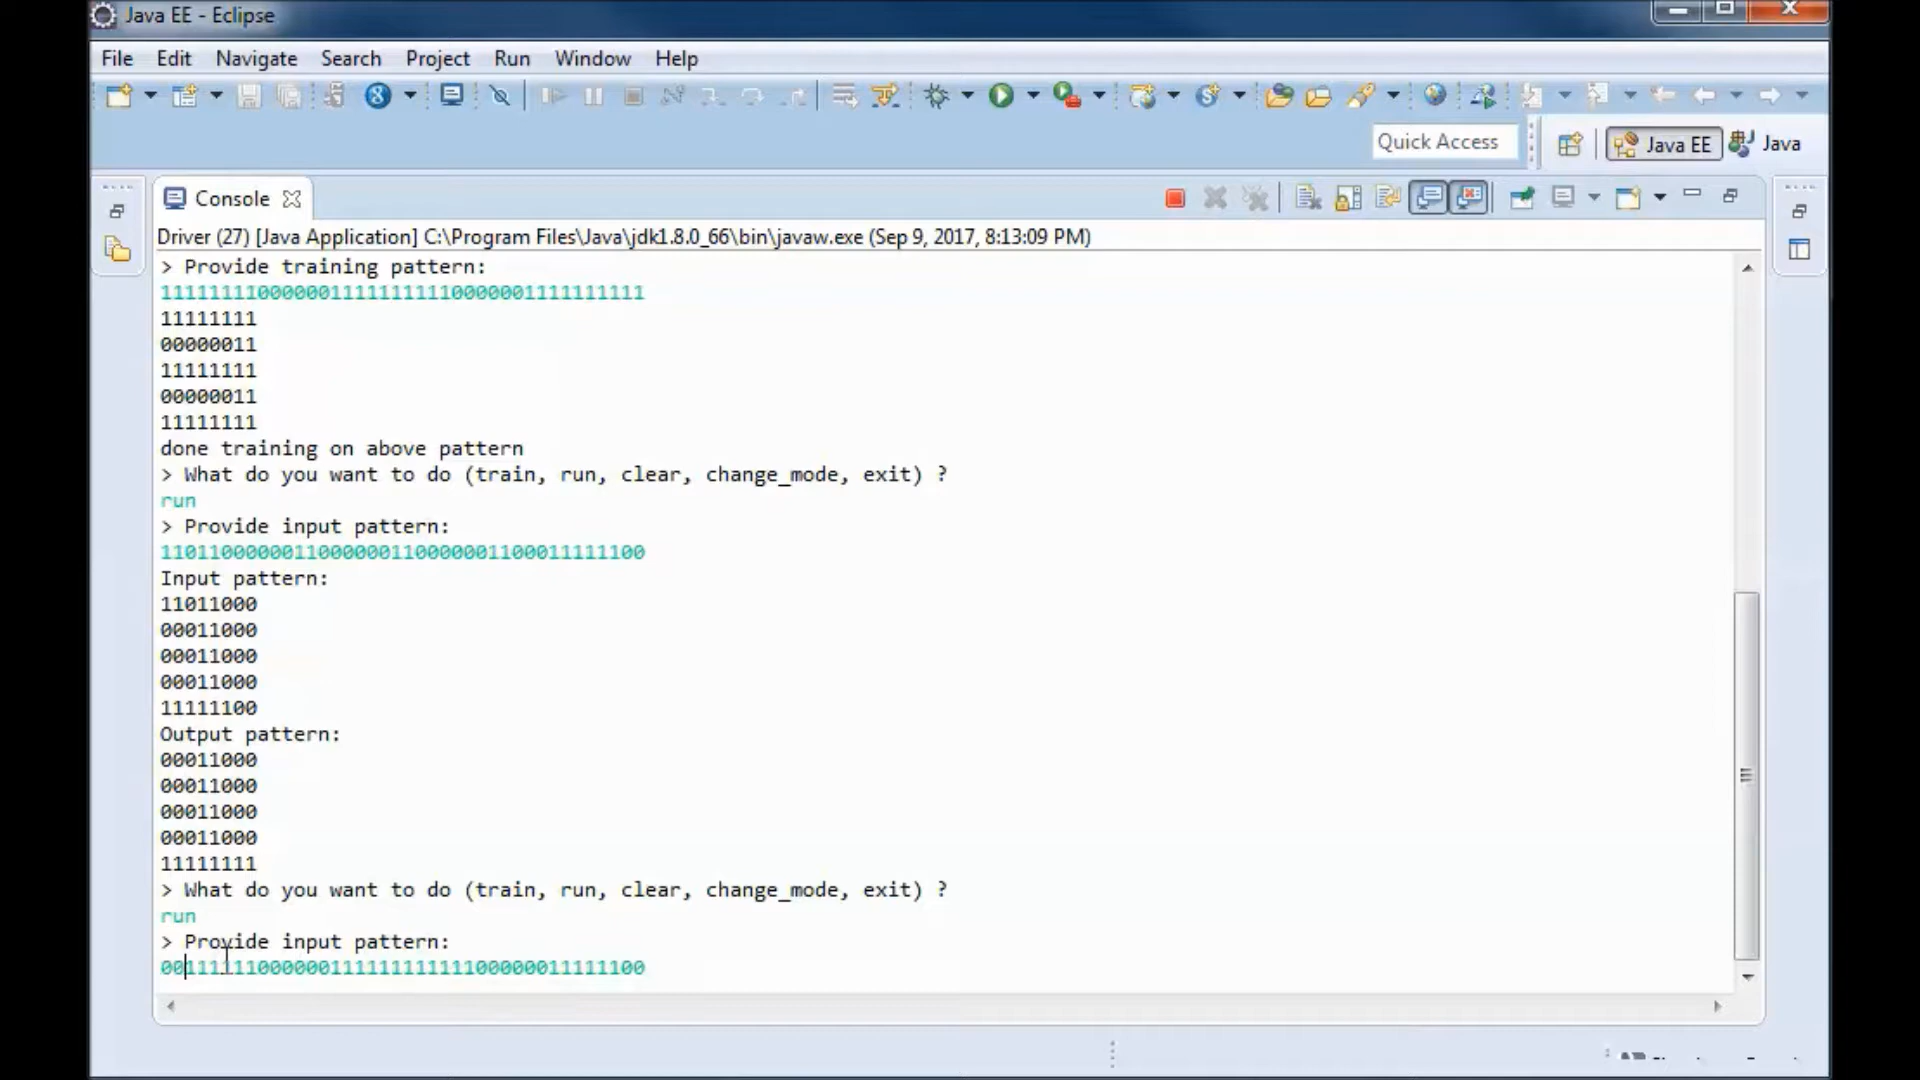 Java EE - Eclipse
File Edit Navigate Search Project Run Window Help
Quick Access
Java EE
Java
Console
Driver (27) [Java Application] C:\Program Files\Java\jdk1.8.0_66\bin\javaw.exe (Sep 9, 2017, 8:13:09 PM)
> Provide training pattern:
1111111100000011111111110000001111111111
11111111
00000011
11111111
00000011
11111111
done training on above pattern
> What do you want to do (train, run, clear, change_mode, exit) ?
run
> Provide input pattern:
1101100000011000000110000001100011111100
Input pattern:
11011000
00011000
00011000
00011000
11111100
Output pattern:
00011000
00011000
00011000
00011000
11111111
> What do you want to do (train, run, clear, change_mode, exit) ?
run
> Provide input pattern:
0011111100000011111111111100000011111100